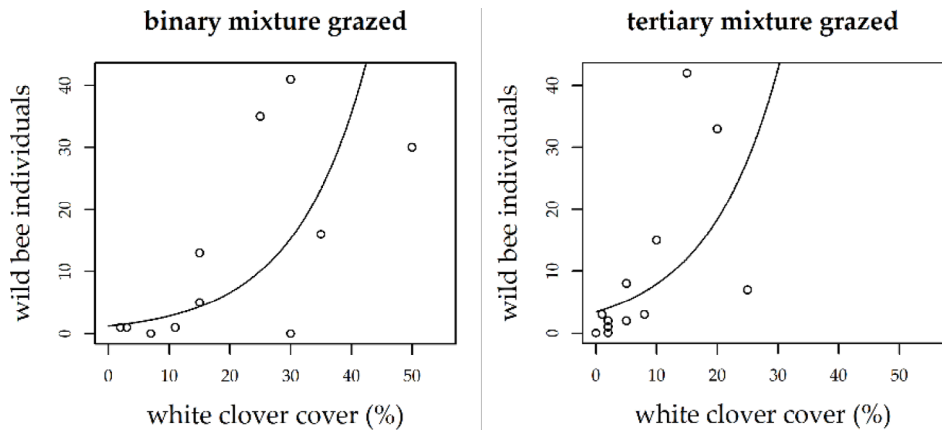 binary mixture grazed
wild bee individuals
40
30
20
10
0
0 10 20 30 40 50
white clover cover (%)
tertiary mixture grazed
wild bee individuals
40
30
20
10
0
0 10 20 30 40 50
white clover cover (%)